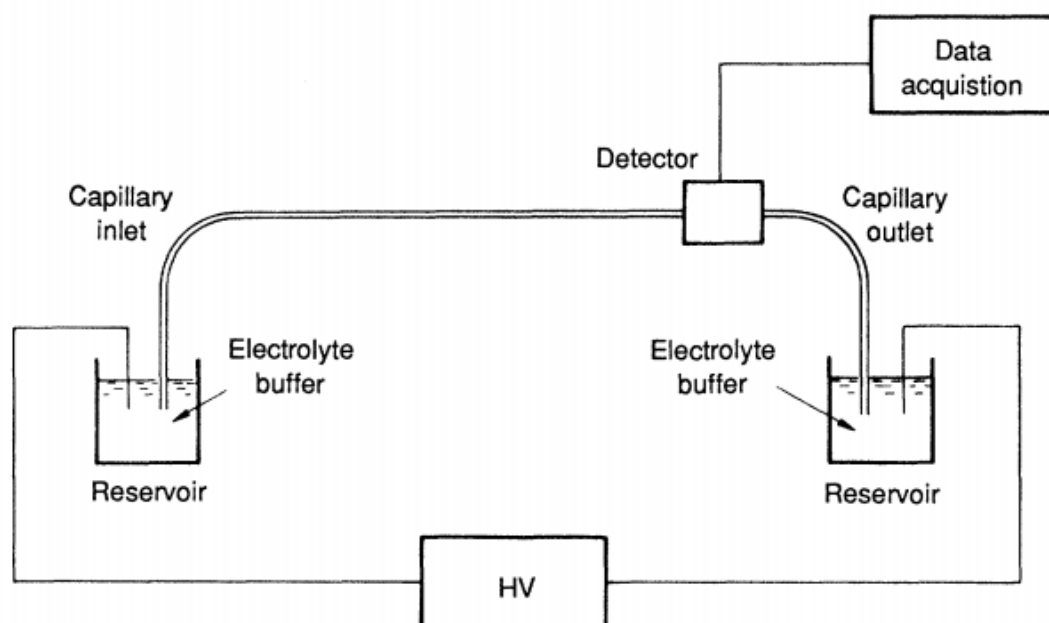 Data
acquistion
Detector
Capillary
inlet
Capillary
outlet
Electrolyte
buffer
Electrolyte
buffer
Reservoir
Reservoir
HV